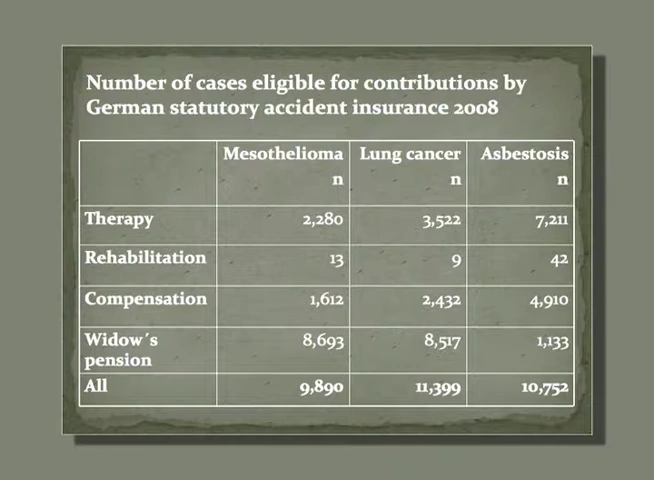 Number of cases eligible for contributions by
German statutory accident insurance 2008
Mesothelioma n Lung cancer n Asbestosis n
Therapy 2,280 3,522 7,211
Rehabilitation 13 9 42
Compensation 1,612 2,432 4,910
Widow´s pension 8,693 8,517 1,133
All 9,890 11,399 10,752